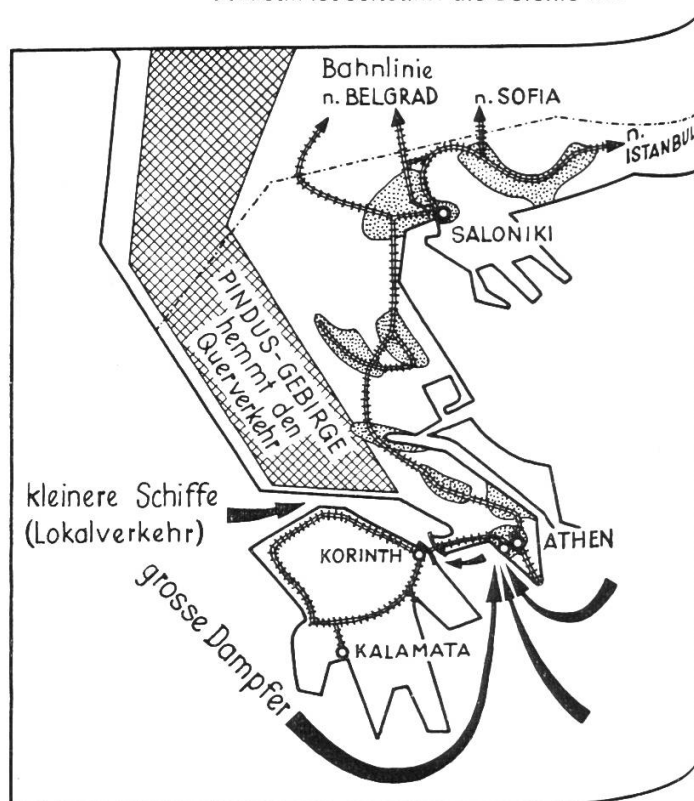 Bahnlinie
n. BELGRAD
n. SOFIA
n.
ISTANBUL
SALONIKI
PINDUS-GEBIRGE
hemmt den
Querverkehr
kleinere Schiffe
(Lokalverkehr)
KORINTH
ATHEN
grosse Dampfer
KALAMATA